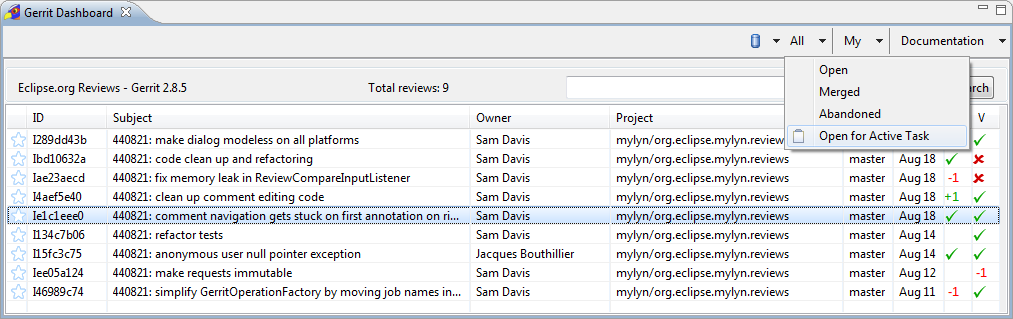 Gerrit Dashboard
All My Documentation
Open
Merged
Abandoned
Open for Active Task
Eclipse.org Reviews - Gerrit 2.8.5 Total reviews: 9 rch
ID Subject Owner Project V
I289dd43b 440821: make dialog modeless on all platforms Sam Davis mylyn/org.eclipse.mylyn.reviews
Ibd10632a 440821: code clean up and refactoring Sam Davis mylyn/org.eclipse.mylyn.reviews master Aug 18
Iae23aecd 440821: fix memory leak in ReviewCompareInputListener Sam Davis mylyn/org.eclipse.mylyn.reviews master Aug 18 -1
I4aef5e40 440821: clean up comment editing code Sam Davis mylyn/org.eclipse.mylyn.reviews master Aug 18 +1
Ie1c1eee0 440821: comment navigation gets stuck on first annotation on ri... Sam Davis mylyn/org.eclipse.mylyn.reviews master Aug 18
I134c7b06 440821: refactor tests Sam Davis mylyn/org.eclipse.mylyn.reviews master Aug 14
I15fc3c75 440821: anonymous user null pointer exception Jacques Bouthillier mylyn/org.eclipse.mylyn.reviews master Aug 14
Iee05a124 440821: make requests immutable Sam Davis mylyn/org.eclipse.mylyn.reviews master Aug 12 -1
I46989c74 440821: simplify GerritOperationFactory by moving job names in... Sam Davis mylyn/org.eclipse.mylyn.reviews master Aug 11 -1